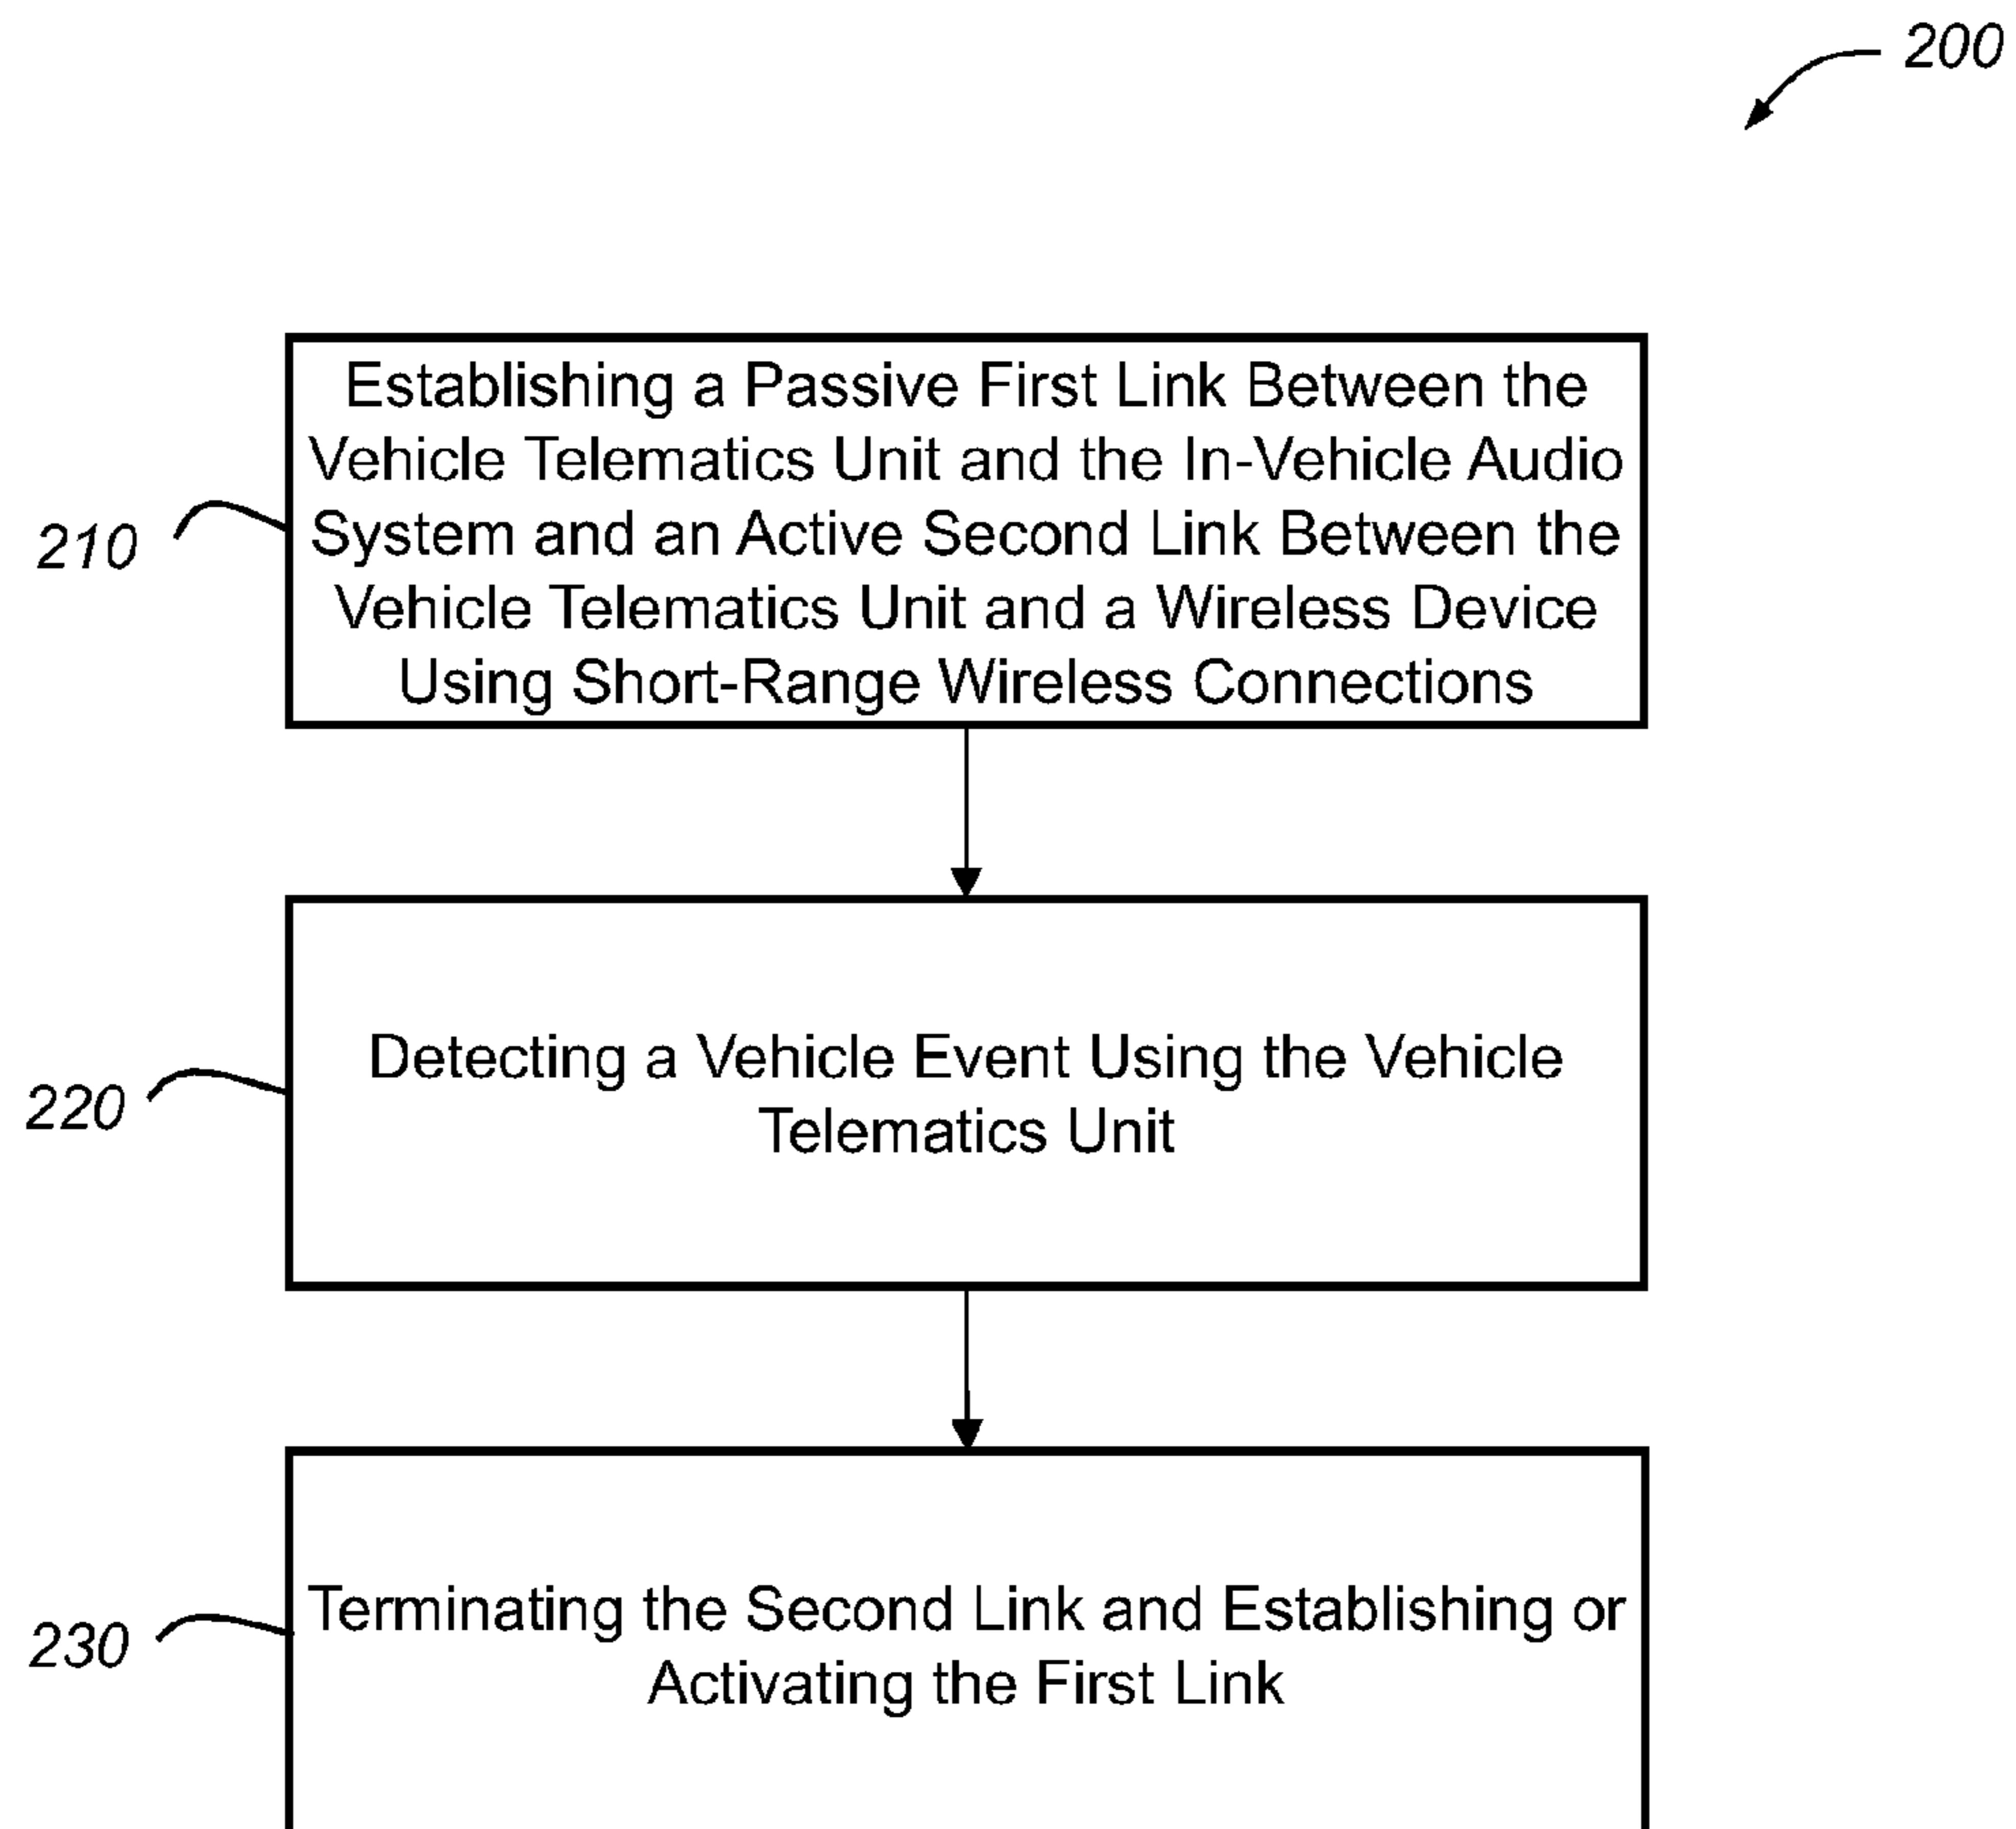 200
Establishing a Passive First Link Between the
Vehicle Telematics Unit and the In-Vehicle Audio
System and an Active Second Link Between the
Vehicle Telematics Unit and a Wireless Device
Using Short-Range Wireless Connections
210
Detecting a Vehicle Event Using the Vehicle
Telematics Unit
220
Terminating the Second Link and Establishing or
Activating the First Link
230